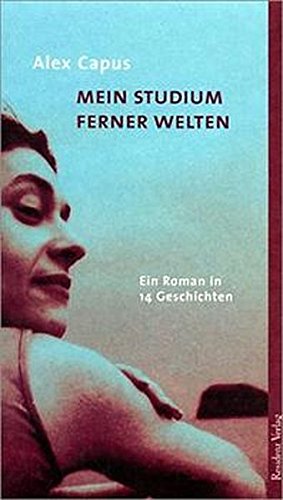 Alex Capus
MEIN STUDIUM
FERNER WELTEN
Ein Roman in
14 Geschichten
Residenz Verlag